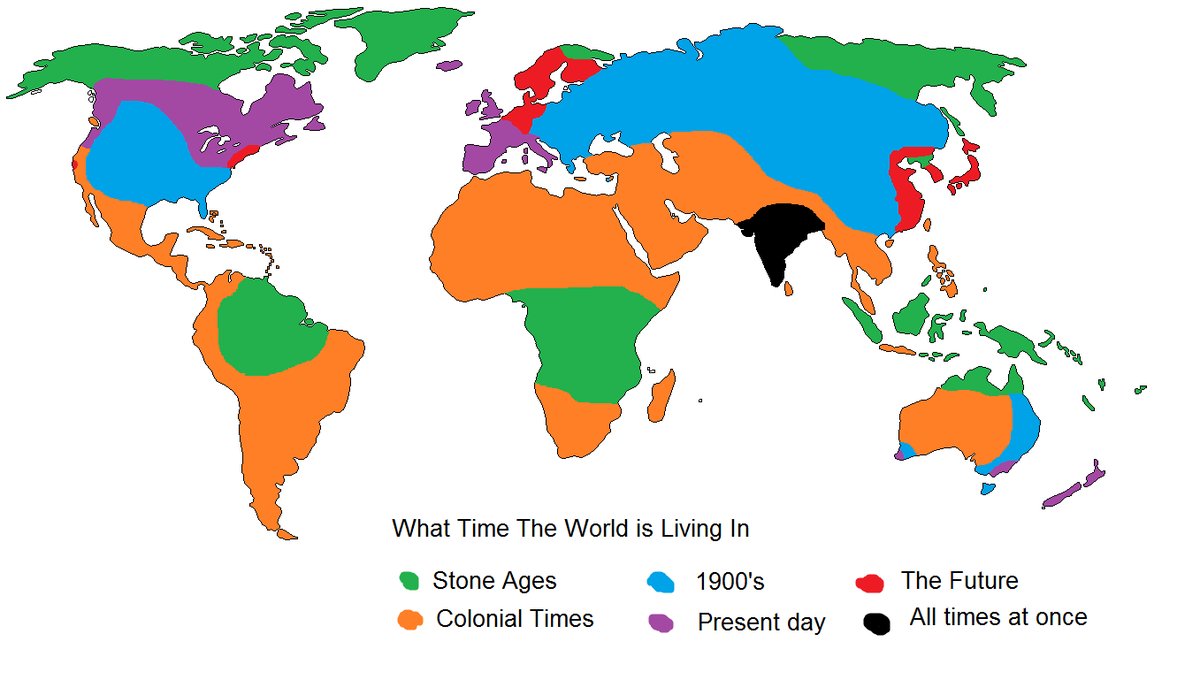 What Time The World is Living In
Stone Ages
1900's
The Future
Colonial Times
Present day
All times at once